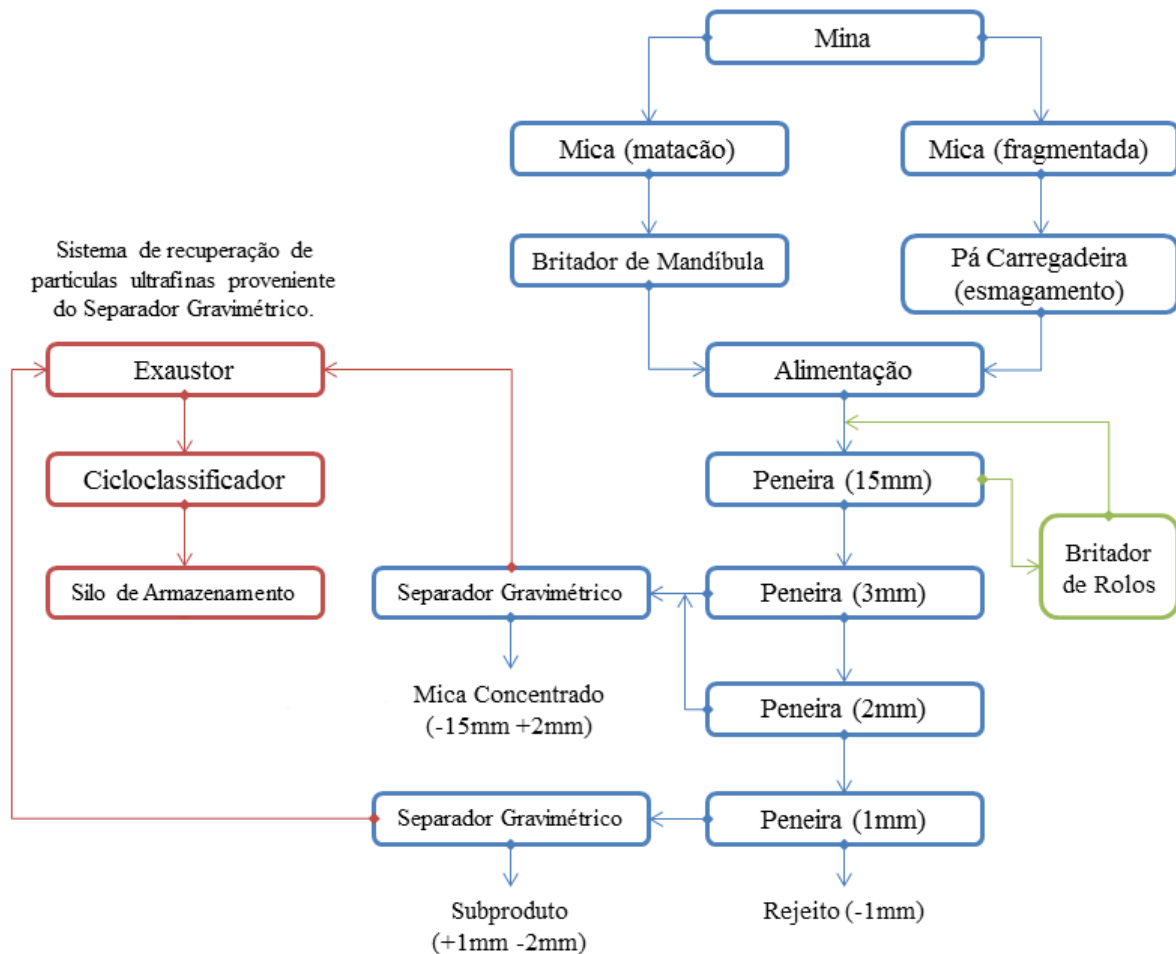 Mina
Mica (matacão)
Mica (fragmentada)
Sistema de recuperação de
partículas ultrafinas proveniente
do Separador Gravimétrico.
Britador de Mandíbula
Pá Carregadeira
(esmagamento)
Exaustor
Alimentação
Cicloclassificador
Peneira (15mm)
Britador
de Rolos
Silo de Armazenamento
Separador Gravimétrico
Peneira (3mm)
Mica Concentrado
(-15mm +2mm)
Peneira (2mm)
Separador Gravimétrico
Peneira (1mm)
Subproduto
(+1mm -2mm)
Rejeito (-1mm)